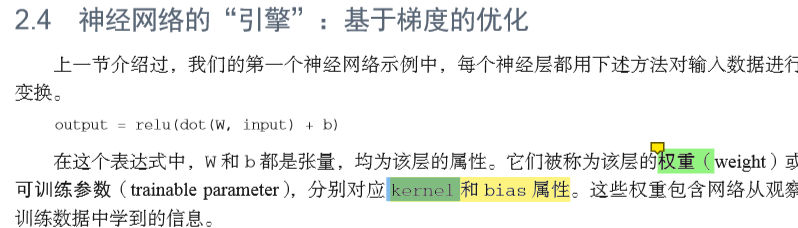 2.4 神经网络的“引擎”：基于梯度的优化
上一节介绍过，我们的第一个神经网络示例中，每个神经层都用下述方法对输入数据进行
变换。
output = relu(dot(W, input) + b)
在这个表达式中，W 和 b 都是张量，均为该层的属性。它们被称为该层的权重（weight）或
可训练参数（trainable parameter），分别对应 kernel 和 bias 属性。这些权重包含网络从观察
训练数据中学到的信息。